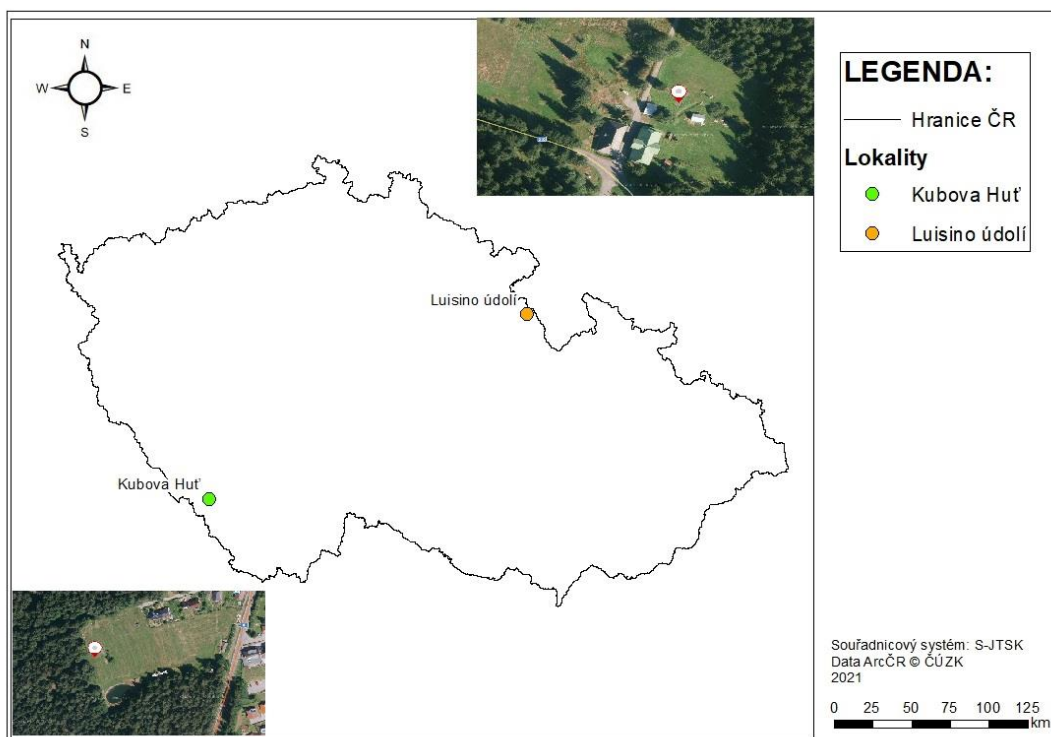 N
W E
S
LEGENDA:
Hranice ČR
Lokality
Kubova Huť
Luisino údolí
Luisino údolí
Kubova Huť
Souřadnicový systém: S-JTSK
Data ArcČR © ČÚZK
2021
0 25 50 75 100 125
km